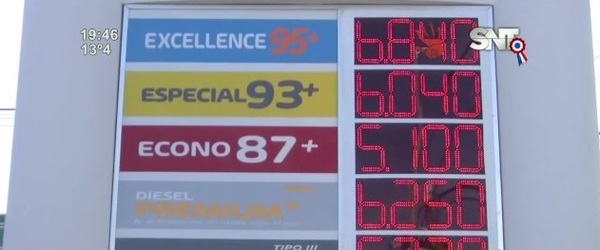 19:46
13°4
SNT
EXCELLENCE 95+ 6.840
ESPECIAL 93+ 6.040
ECONO 87+ 5.100
DIESEL
PREMIUM+ 6.250
TIPO III